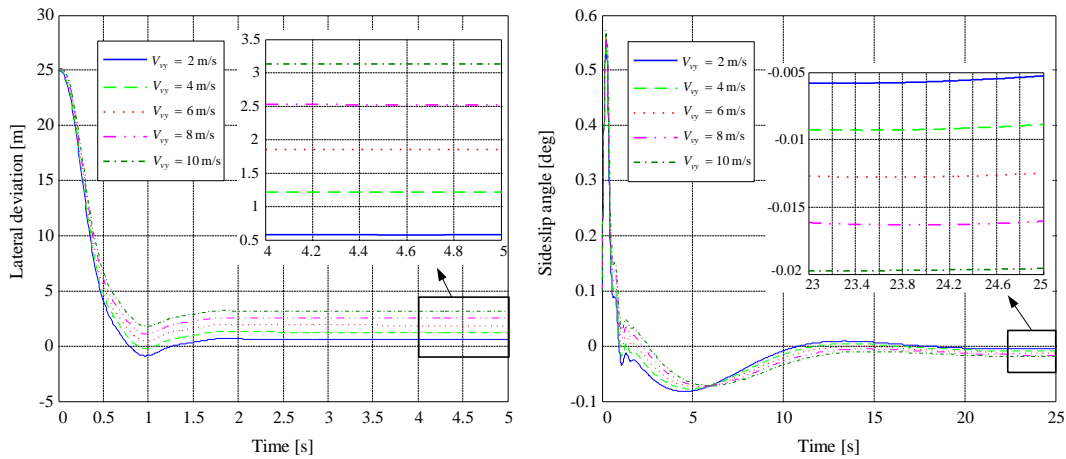 30
25
20
15
10
5
0
-5
Lateral deviation [m]
V_vy = 2 m/s
V_vy = 4 m/s
V_vy = 6 m/s
V_vy = 8 m/s
V_vy = 10 m/s
3.5
3
2.5
2
1.5
1
0.5
4 4.2 4.4 4.6 4.8 5
0 0.5 1 1.5 2 2.5 3 3.5 4 4.5 5
Time [s]
0.6
0.5
0.4
0.3
0.2
0.1
0
-0.1
Sideslip angle [deg]
V_vy = 2 m/s
V_vy = 4 m/s
V_vy = 6 m/s
V_vy = 8 m/s
V_vy = 10 m/s
-0.005
-0.01
-0.015
-0.02
23 23.4 23.8 24.2 24.6 25
0 5 10 15 20 25
Time [s]